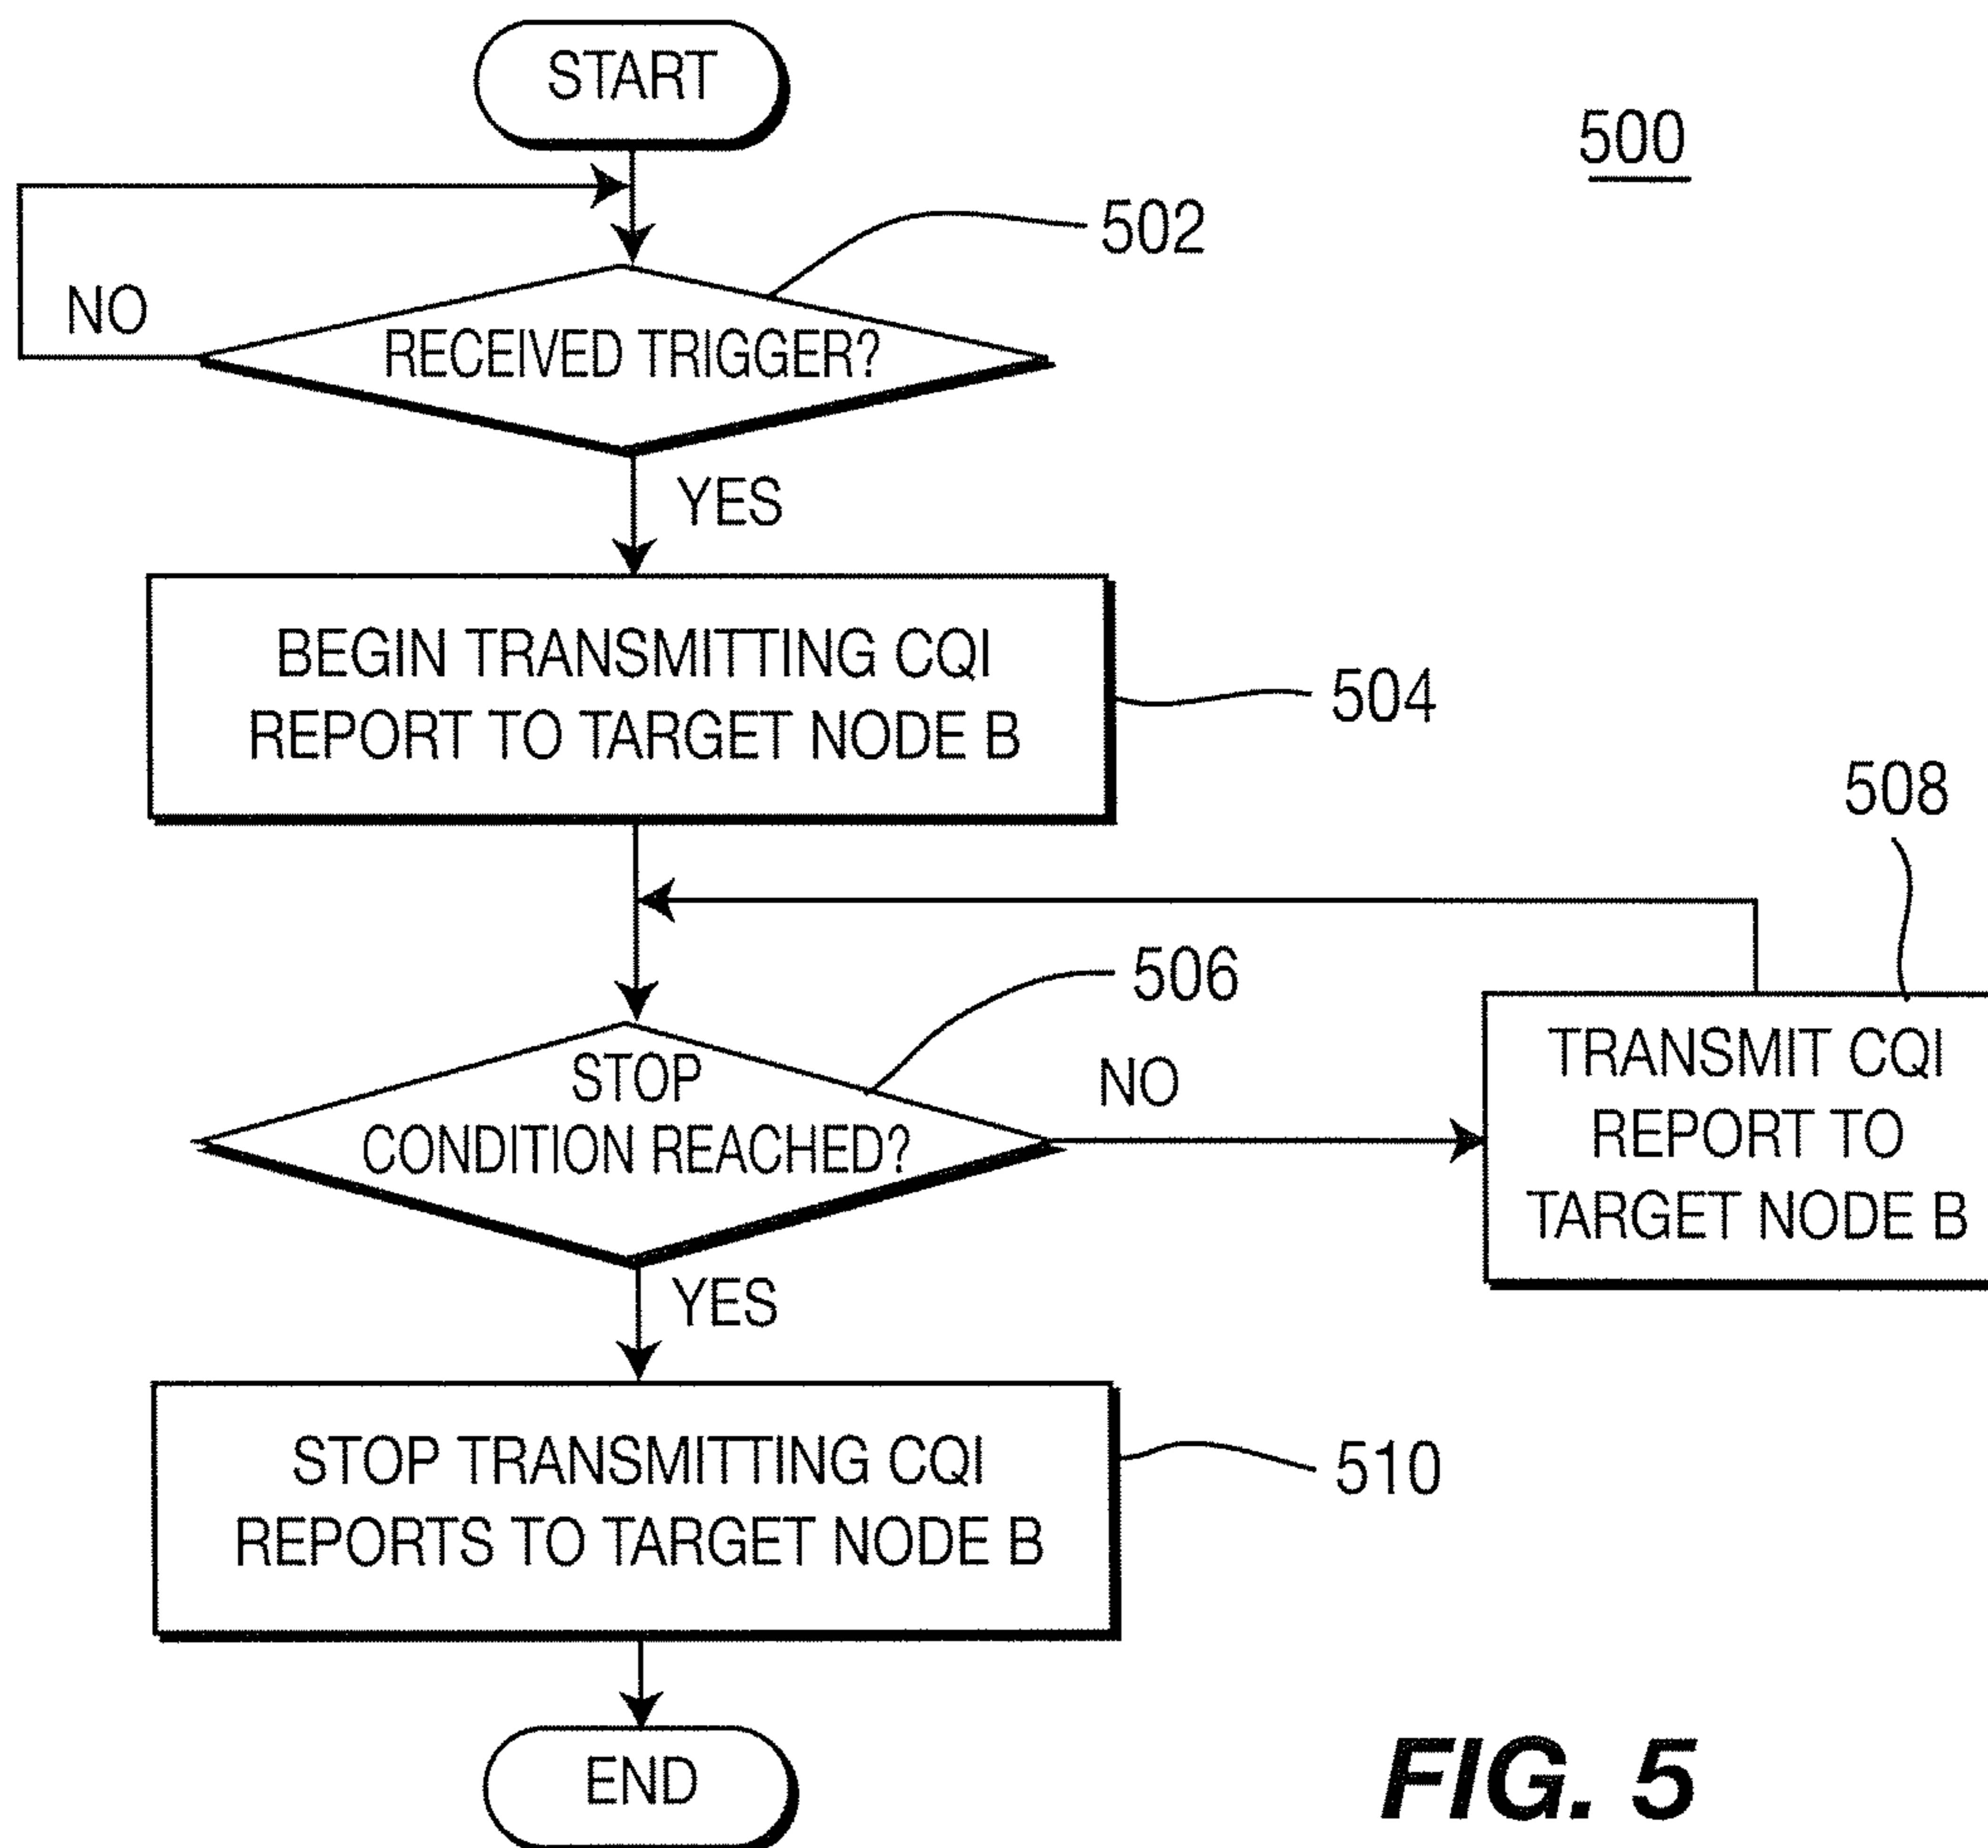 START
500
502
NO
RECEIVED TRIGGER?
YES
BEGIN TRANSMITTING CQI
REPORT TO TARGET NODE B
504
508
506
STOP
CONDITION REACHED?
NO
TRANSMIT CQI
REPORT TO
TARGET NODE B
YES
STOP TRANSMITTING CQI
REPORTS TO TARGET NODE B
510
END
FIG. 5